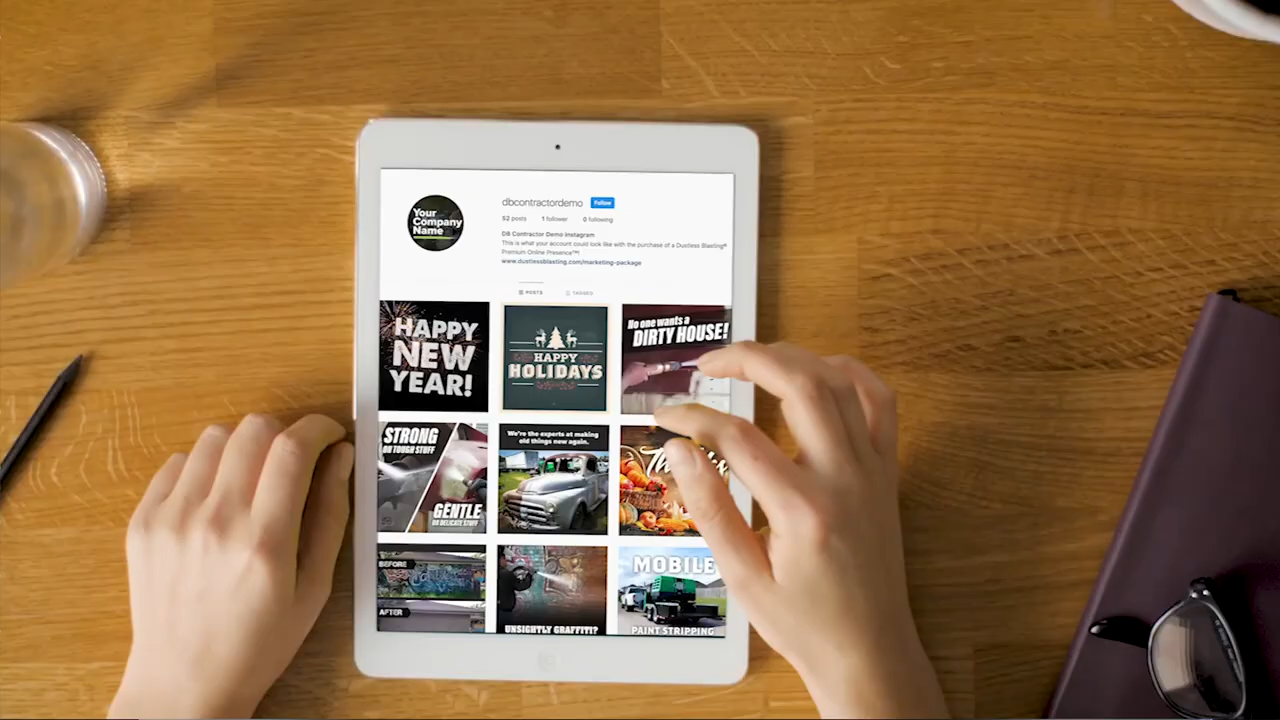 Your
Company
Name
dbcontractordemo
Follow
52 posts 1 follower 0 following
DB Contractor Demo Instagram
This is what your account could look like with the purchase of a Dustless Blasting®
Premium Online Presence™!
www.dustlessblasting.com/marketing-package
POSTS TAGGED
HAPPY
NEW
YEAR!
HAPPY
HOLIDAYS
No one wants a
DIRTY HOUSE!
STRONG
ON TOUGH STUFF
GENTLE
ON DELICATE STUFF
We're the experts at making
old things new again.
BEFORE
AFTER
UNSIGHTLY GRAFFITI?
MOBILE
PAINT STRIPPING